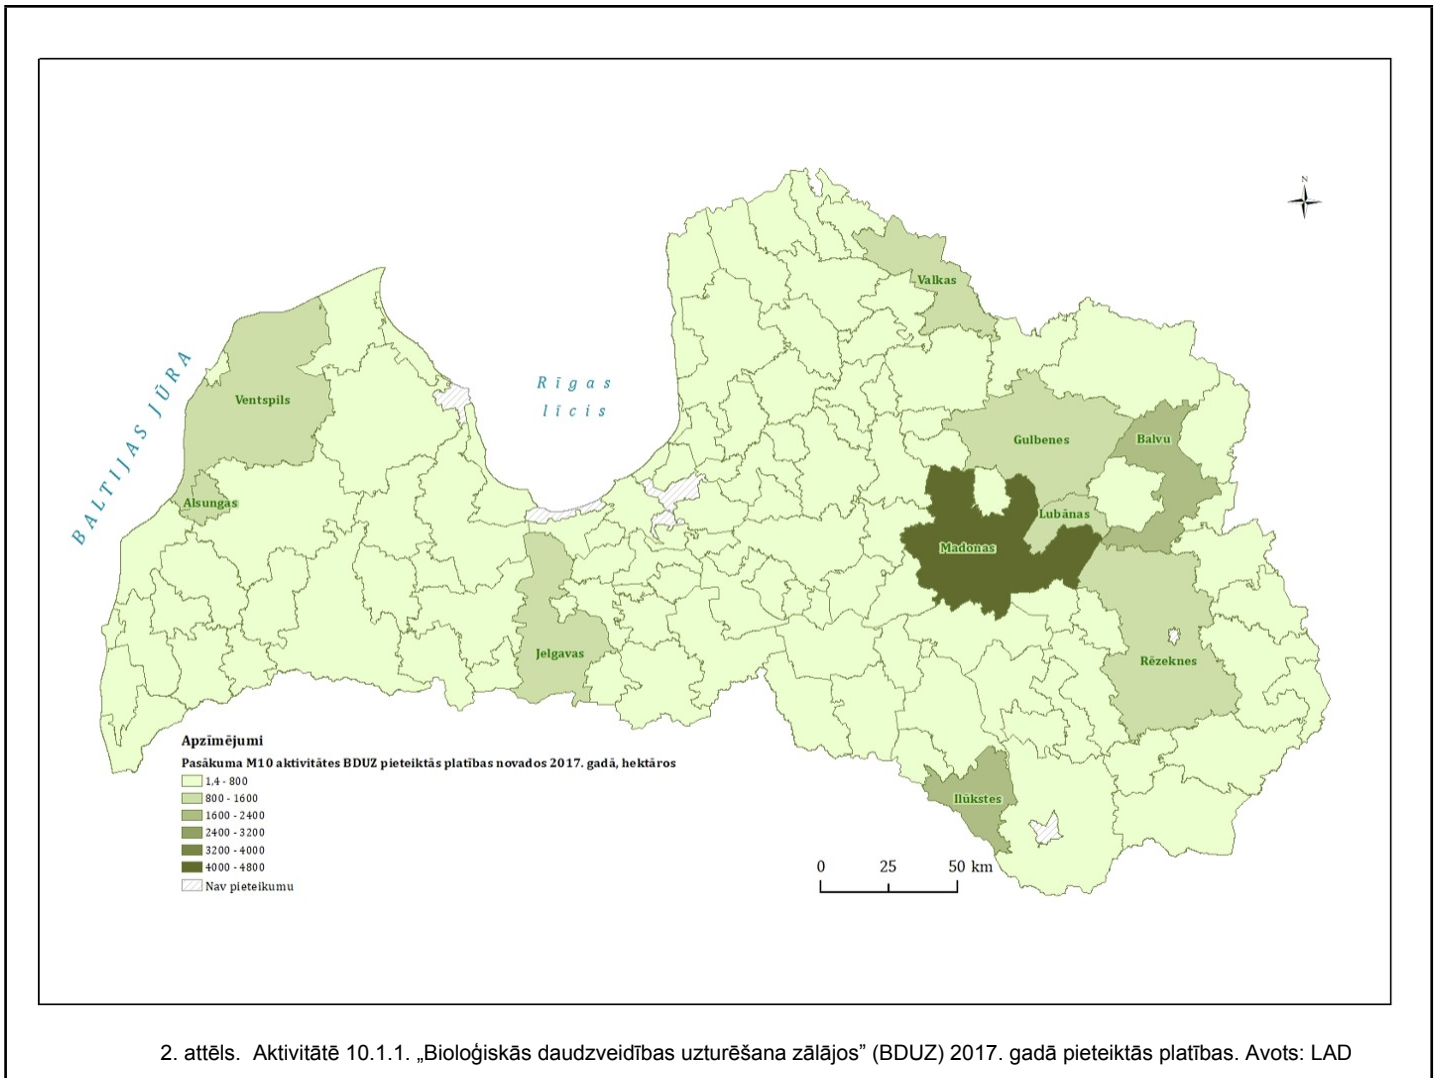 N
Valkas
Rīgas
līcis
BALTIJAS JŪRA
Ventspils
Gulbenes
Balvu
Alsungas
Lubānas
Madonas
Jelgavas
Rēzeknes
Ilūkstes
Apzīmējumi
Pasākuma M10 aktivitātes BDUZ pieteiktās platības novados 2017. gadā, hektāros
1,4 - 800
800 - 1600
1600 - 2400
2400 - 3200
3200 - 4000
4000 - 4800
Nav pieteikumu
0 25 50 km
2. attēls. Aktivitātē 10.1.1. „Bioloģiskās daudzveidības uzturēšana zālājos” (BDUZ) 2017. gadā pieteiktās platības. Avots: LAD